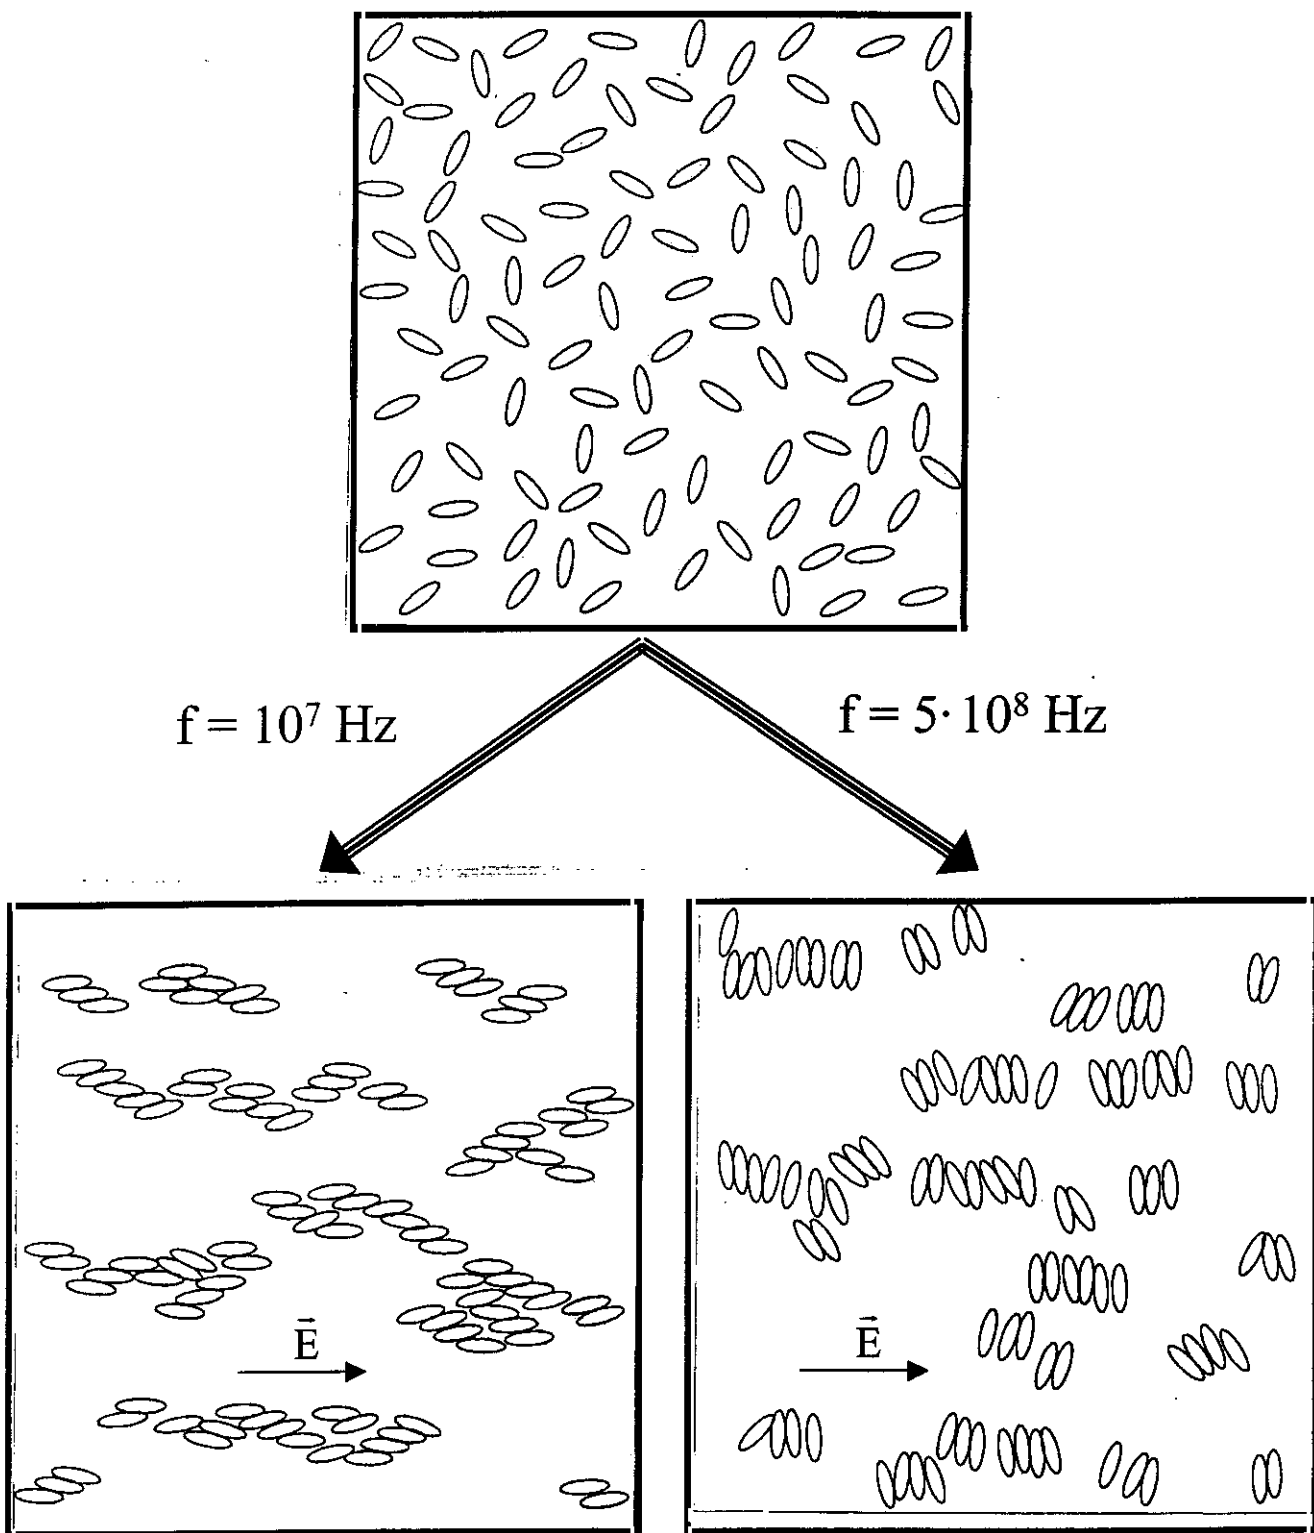 f = 10⁷ Hz
f = 5·10⁸ Hz
E⃗
E⃗